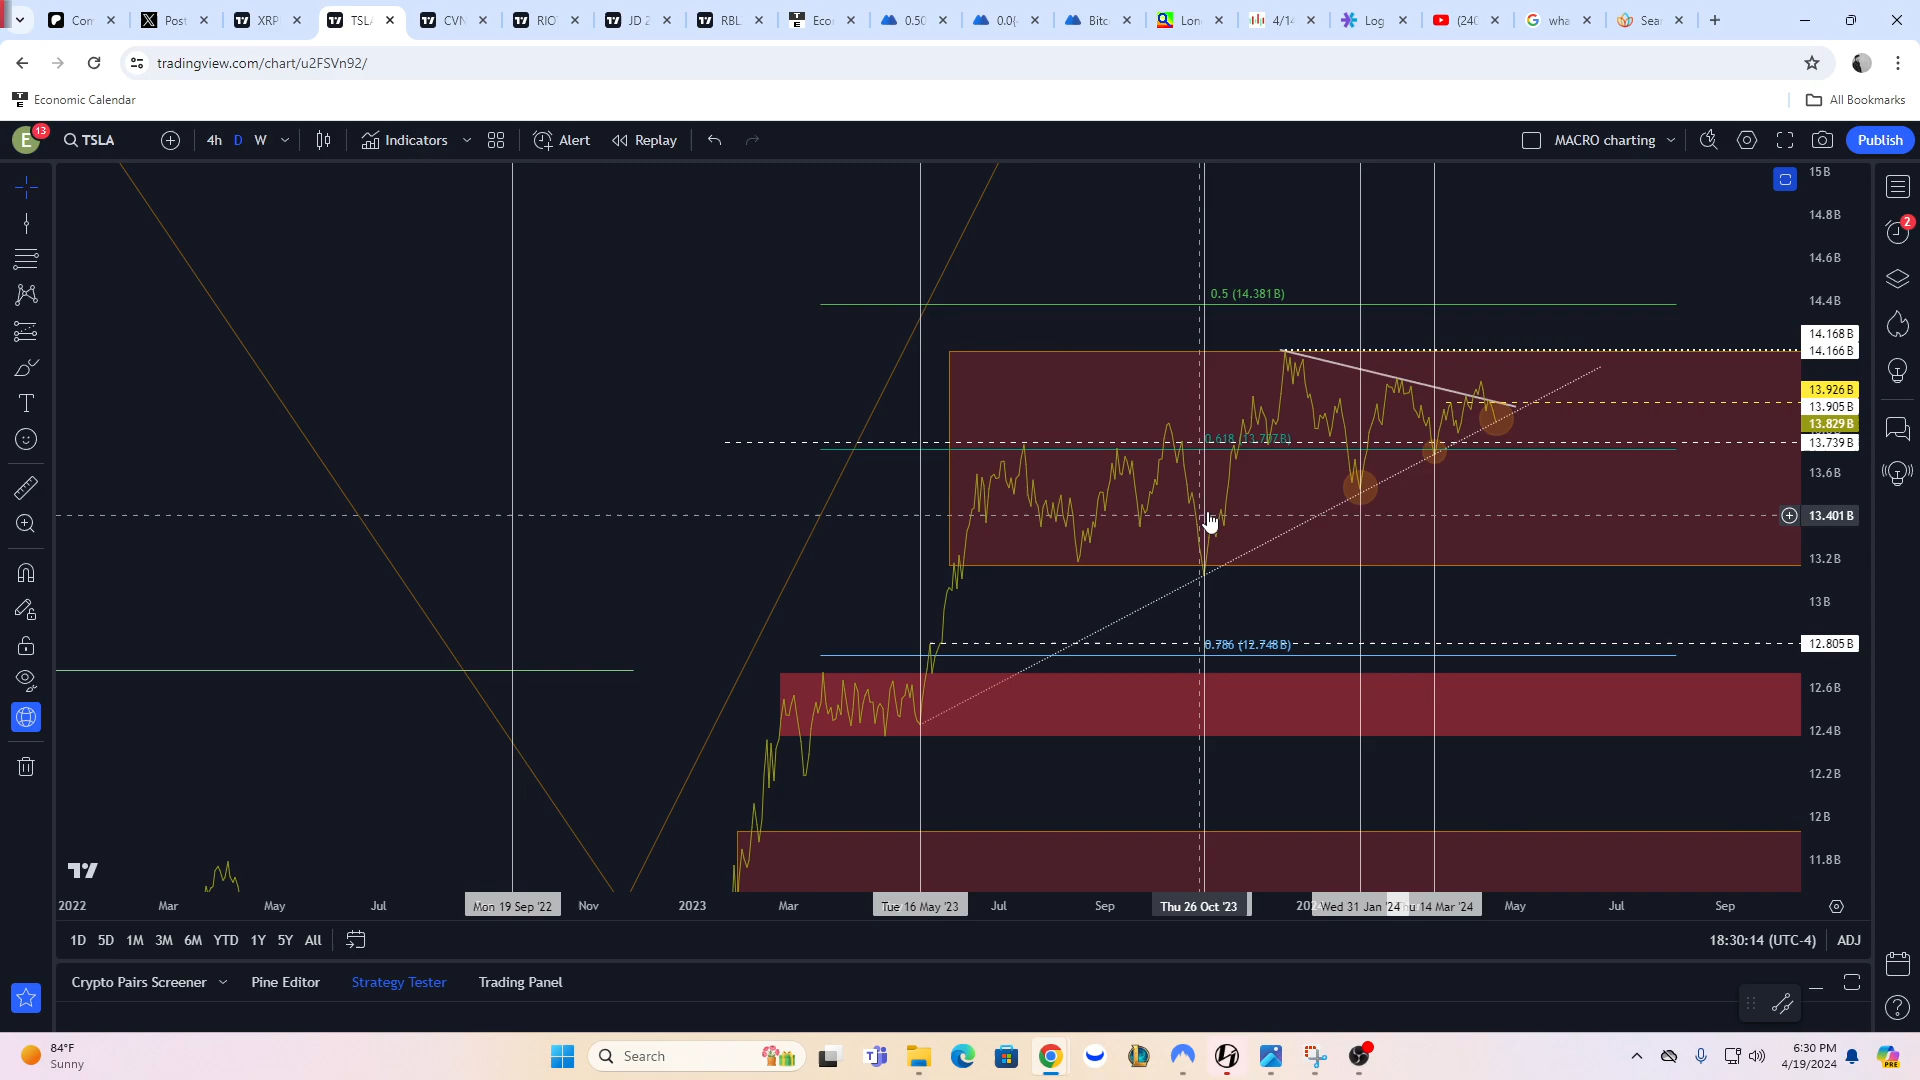 Con
Post
XRP
TSL
CVN
RIO
JD 2
RBL
Eco
0.50
0.0(
Bitc
Lon
4/1
Log
(240
wha
Sea
tradingview.com/chart/u2FSVn92/
Economic Calendar
All Bookmarks
E
13
TSLA
4h
D
W
Indicators
Alert
Replay
MACRO charting
Publish
2
15B
14.8B
14.6B
14.4B
0.5 (14.381B)
14.168B
14.166B
13.926B
13.905B
13.829B
13.739B
0.618
13.6B
13.401B
13.2B
13B
0.786 (12.748B)
12.805B
12.6B
12.4B
12.2B
12B
11.8B
2022
Mar
May
Jul
Mon 19 Sep '22
Nov
2023
Mar
Tue 16 May '23
Jul
Sep
Thu 26 Oct '23
Wed 31 Jan '24
Thu 14 Mar '24
May
Jul
Sep
1D
5D
1M
3M
6M
YTD
1Y
5Y
All
18:30:14 (UTC-4)
ADJ
Crypto Pairs Screener
Pine Editor
Strategy Tester
Trading Panel
84°F
Sunny
Search
6:30 PM
4/19/2024
PRE